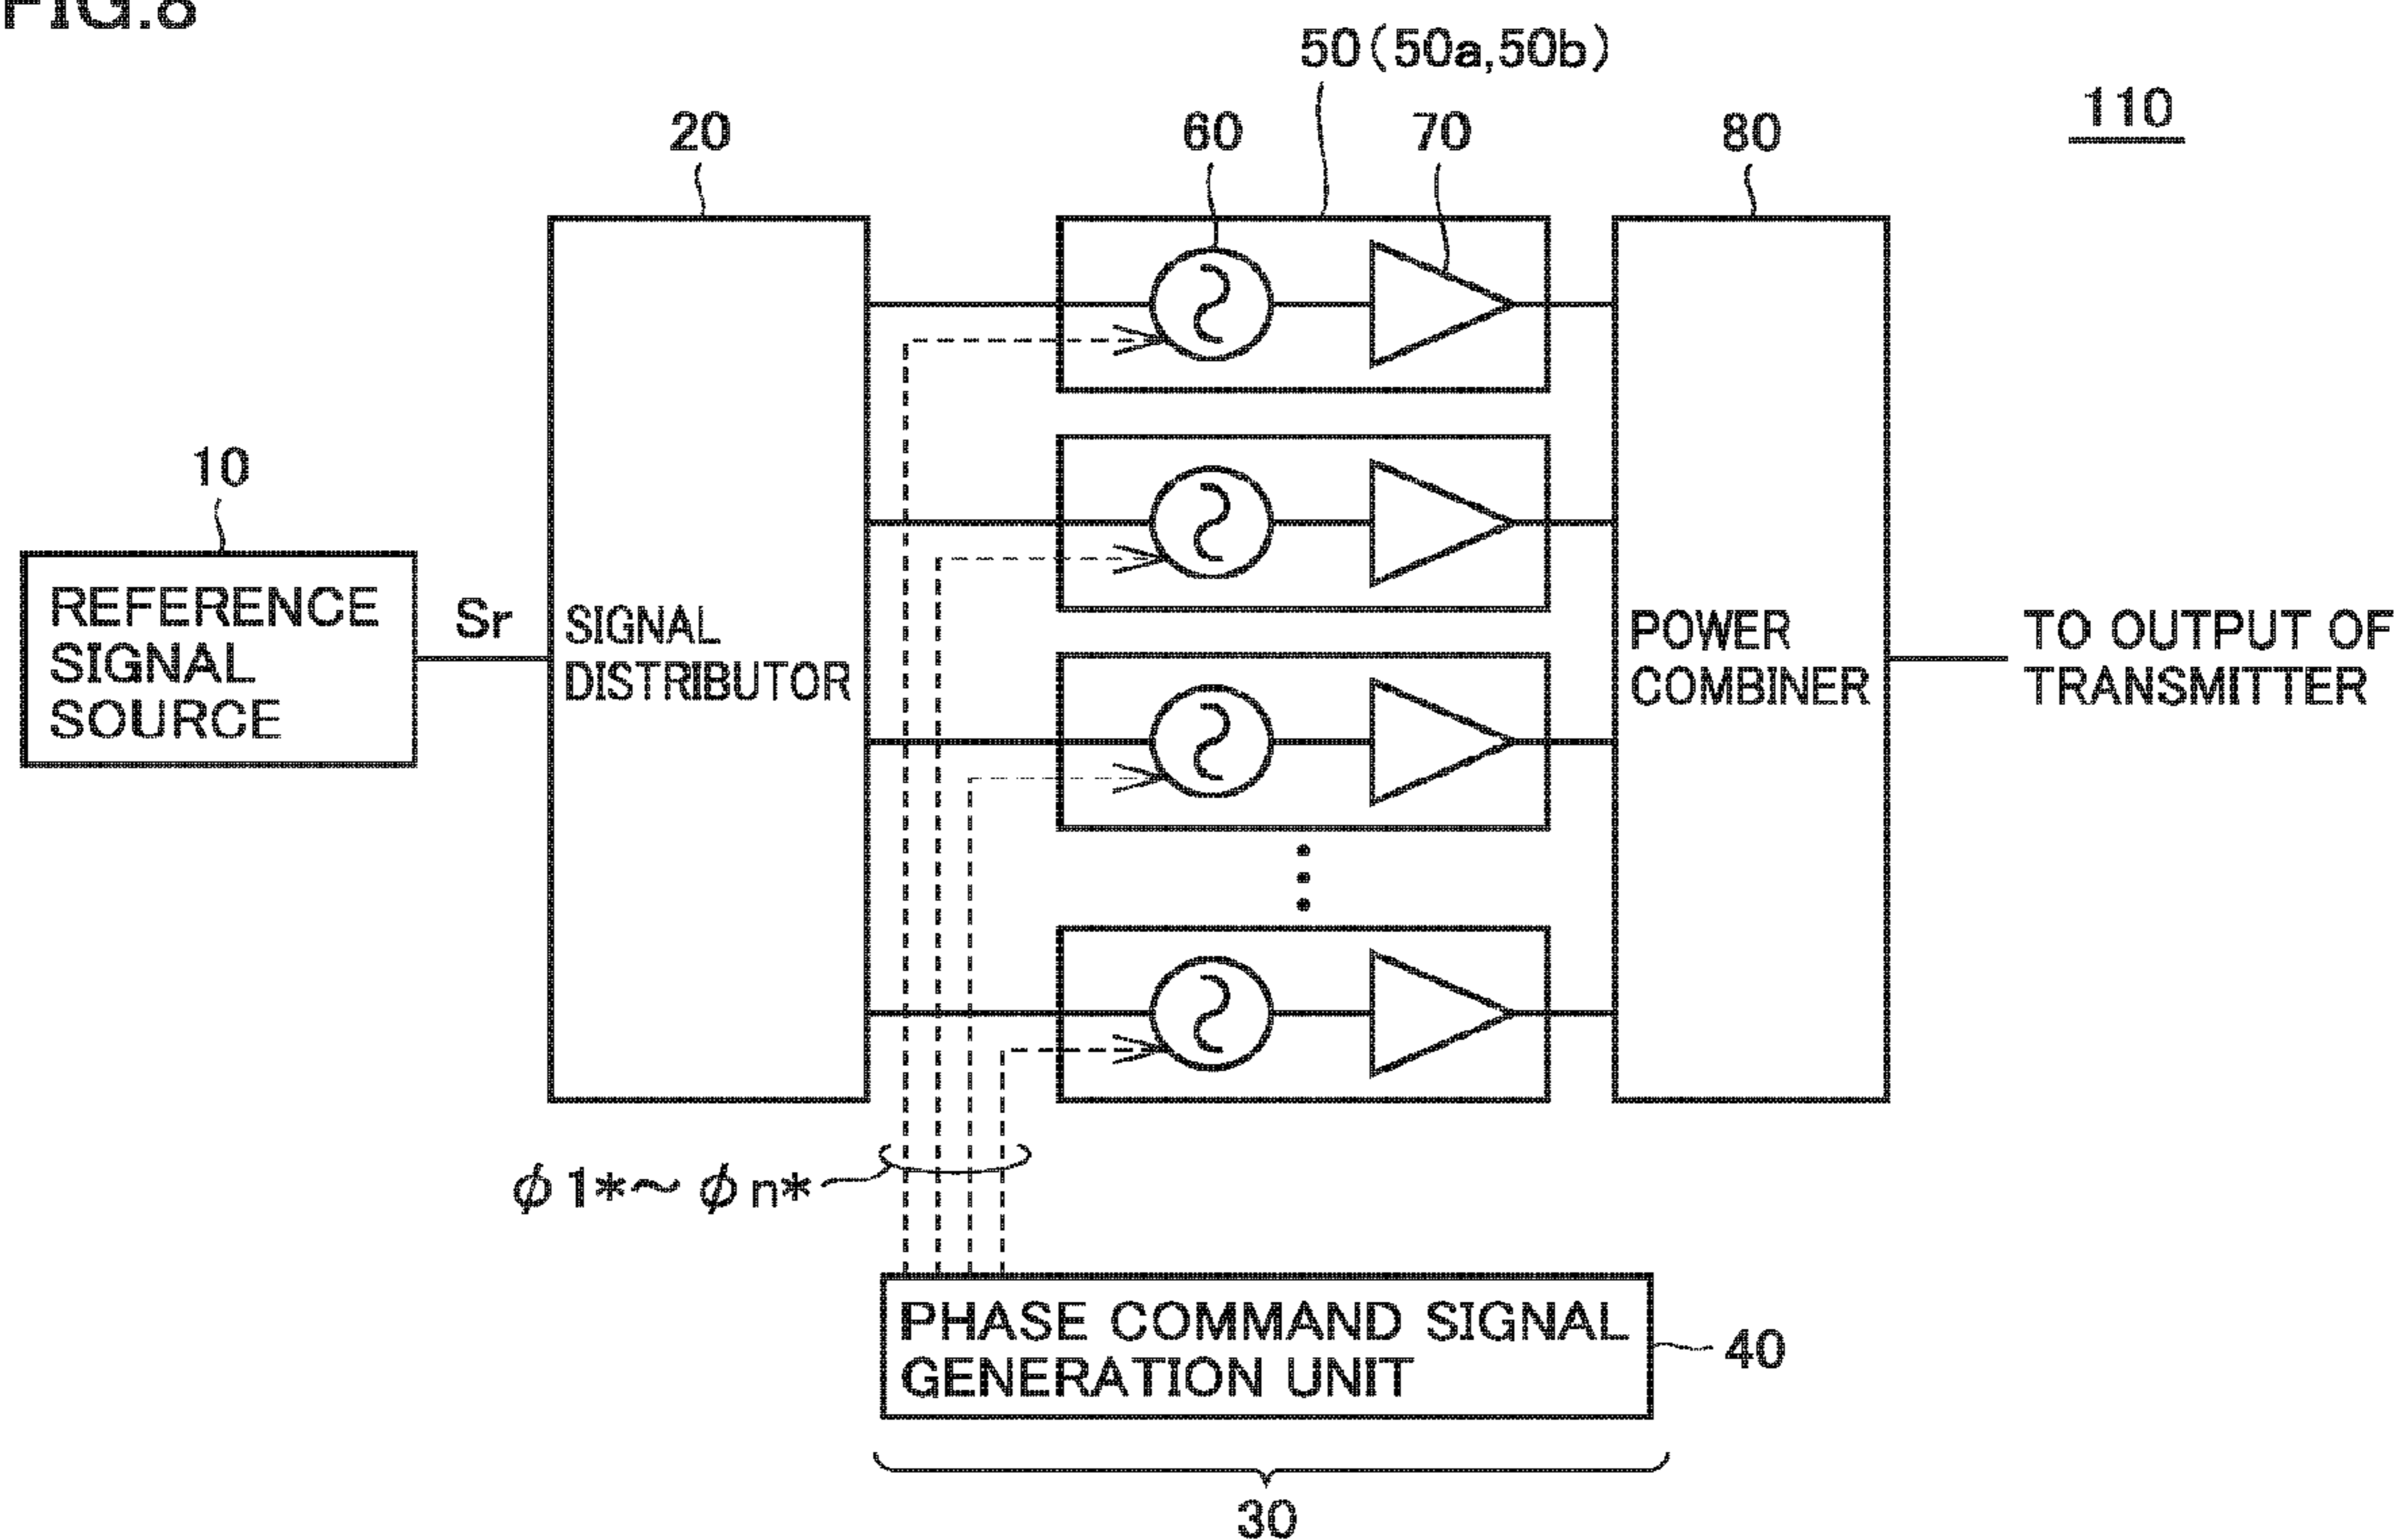 FIG.8
50(50a,50b)
110
20
60
70
80
10
REFERENCE
SIGNAL
SOURCE
Sr
SIGNAL
DISTRIBUTOR
POWER
COMBINER
TO OUTPUT OF
TRANSMITTER
ϕ1*～ϕn*
PHASE COMMAND SIGNAL
GENERATION UNIT
40
30